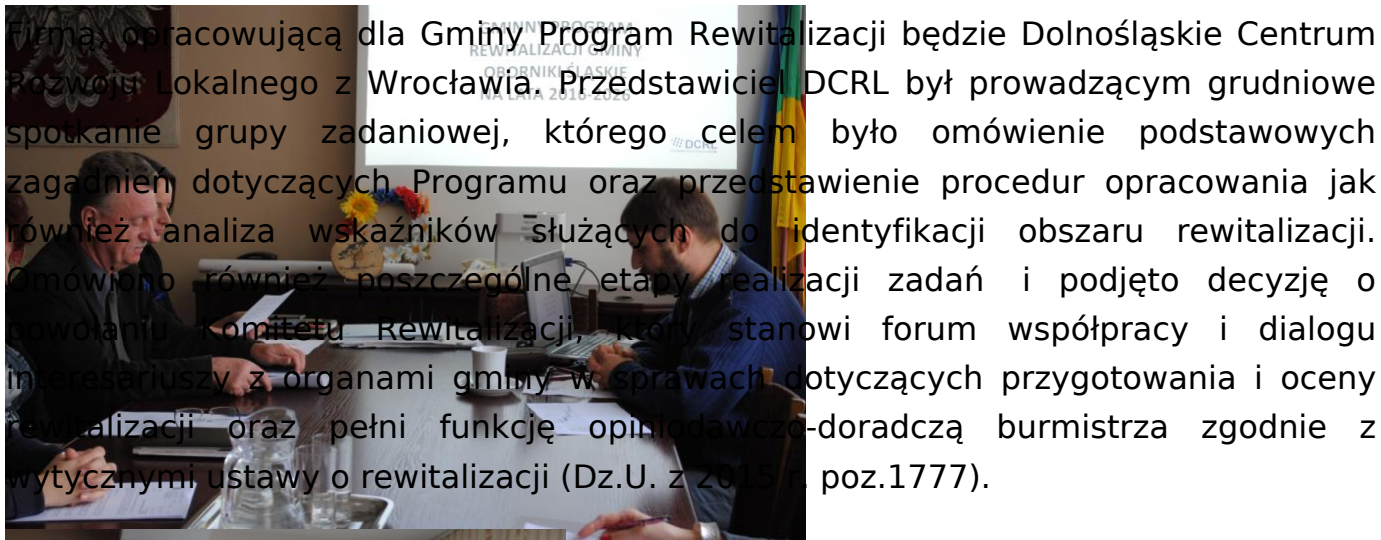 Firmą, opracowującą dla Gminy Program Rewitalizacji będzie Dolnośląskie Centrum
Rozwoju Lokalnego z Wrocławia. Przedstawiciel DCRL był prowadzącym grudniowe
spotkanie grupy zadaniowej, którego celem było omówienie podstawowych
zagadnień dotyczących Programu oraz przedstawienie procedur opracowania jak
również analiza wskaźników służących do identyfikacji obszaru rewitalizacji.
Omówiono również poszczególne etapy realizacji zadań i podjęto decyzję o
powołaniu Komitetu Rewitalizacji, który stanowi forum współpracy i dialogu
interesariuszy z organami gminy w sprawach dotyczących przygotowania i oceny
rewitalizacji oraz pełni funkcję opiniodawczo-doradczą burmistrza zgodnie z
wytycznymi ustawy o rewitalizacji (Dz.U. z 2015 r. poz.1777).
GMINNY PROGRAM
REWITALIZACJI GMINY
OBORNIKI ŚLĄSKIE
NA LATA 2016-2026
DCRL